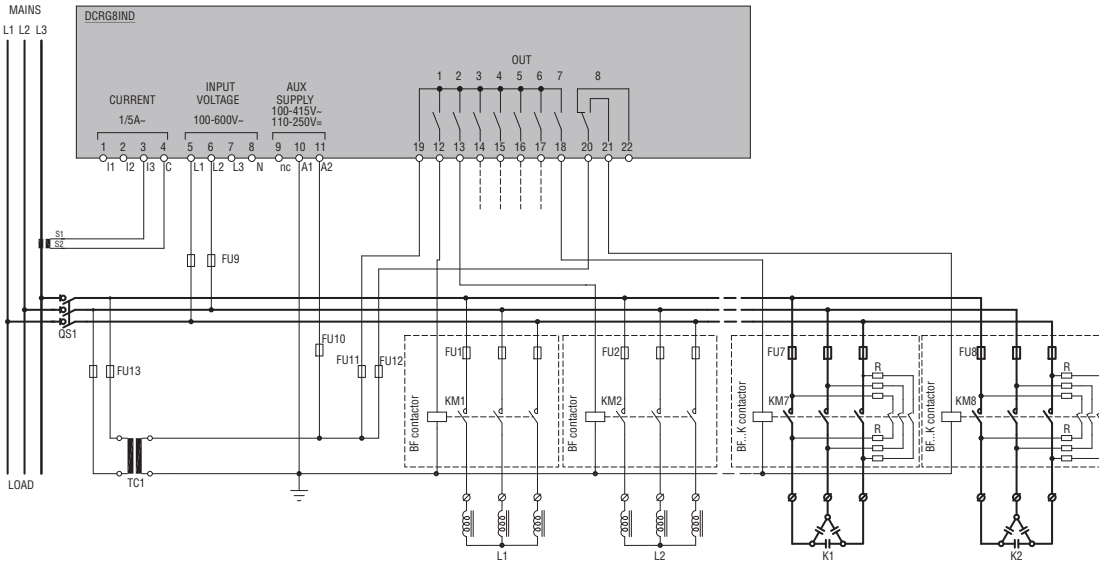 MAINS
L1 L2 L3
DCRG8IND
OUT
1 2 3 4 5 6 7 8
CURRENT
1/5A~
INPUT
VOLTAGE
100-600V~
AUX
SUPPLY
100-415V~
110-250V=
1 2 3 4 5 6 7 8 9 10 11 19 12 13 14 15 16 17 18 20 21 22
I1 I2 I3 C L1 L2 L3 N nc A1 A2
S1
S2
FU9
QS1
FU10
FU13 FU11 FU12
FU1 FU2 FU7 R FU8 R
KM1 KM2 KM7 KM8
BF contactor BF contactor BF...K contactor BF...K contactor
R R
TC1
LOAD
L1 L2 K1 K2